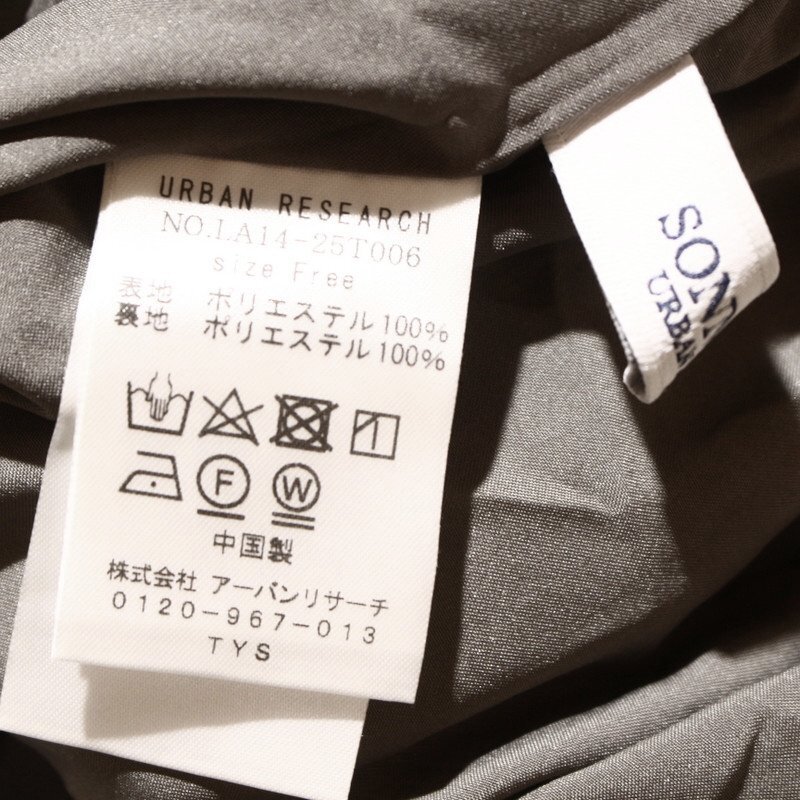 URBAN RESEARCH
NO.LA14-25T006
size Free
表地 ポリエステル100%
裏地 ポリエステル100%
F W
中国製
株式会社 アーバンリサーチ
0120-967-013
TYS